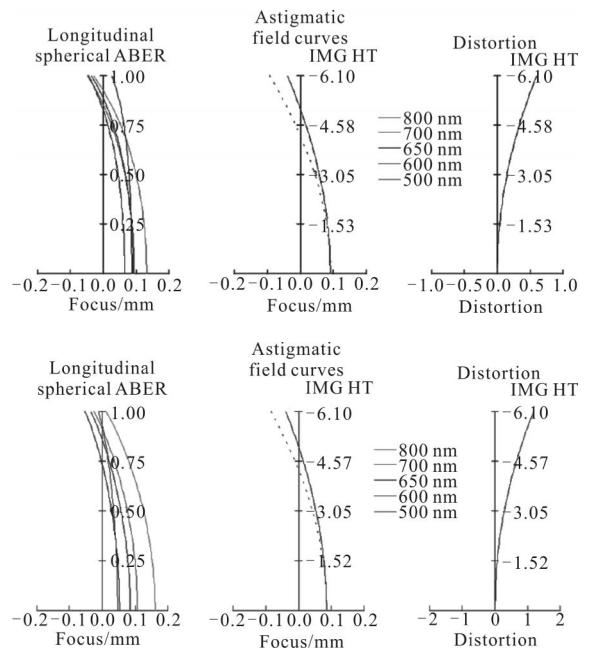 Longitudinal
spherical ABER
1.00
0.75
0.50
0.25
−0.2 −0.1 0.0 0.1 0.2
Focus/mm
Astigmatic
field curves
IMG HT
−6.10
−4.58
−3.05
−1.53
−0.2 −0.1 0.0 0.1 0.2
Focus/mm
800 nm
700 nm
650 nm
600 nm
500 nm
Distortion
IMG HT
−6.10
−4.58
−3.05
−1.53
−1.0 −0.5 0.0 0.5 1.0
Distortion
Longitudinal
spherical ABER
1.00
0.75
0.50
0.25
−0.2 −0.1 0.0 0.1 0.2
Focus/mm
Astigmatic
field curves
IMG HT
−6.10
−4.57
−3.05
−1.52
−0.2 −0.1 0.0 0.1 0.2
Focus/mm
800 nm
700 nm
650 nm
600 nm
500 nm
Distortion
IMG HT
−6.10
−4.57
−3.05
−1.52
−2 −1 0 1 2
Distortion